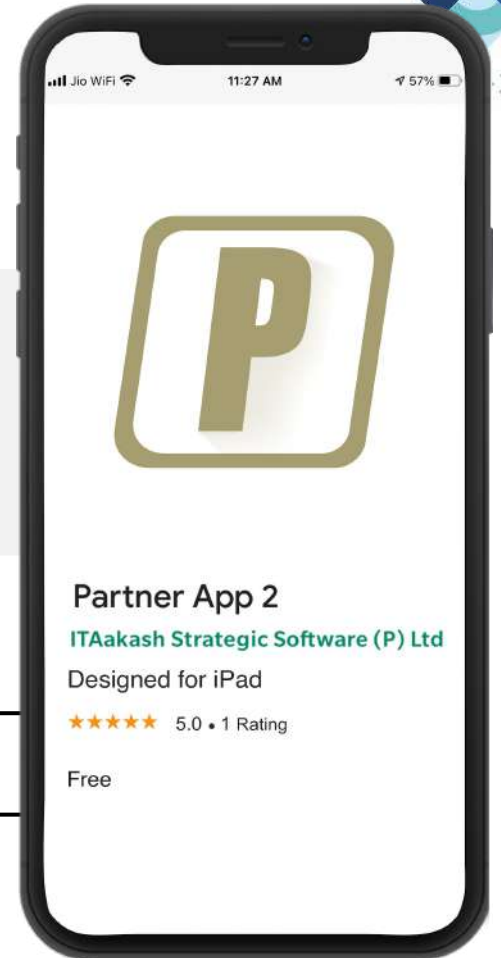 Jio WiFi 11:27 AM 57%
P
Partner App 2
ITAakash Strategic Software (P) Ltd
Designed for iPad
★★★★★ 5.0 • 1 Rating
Free